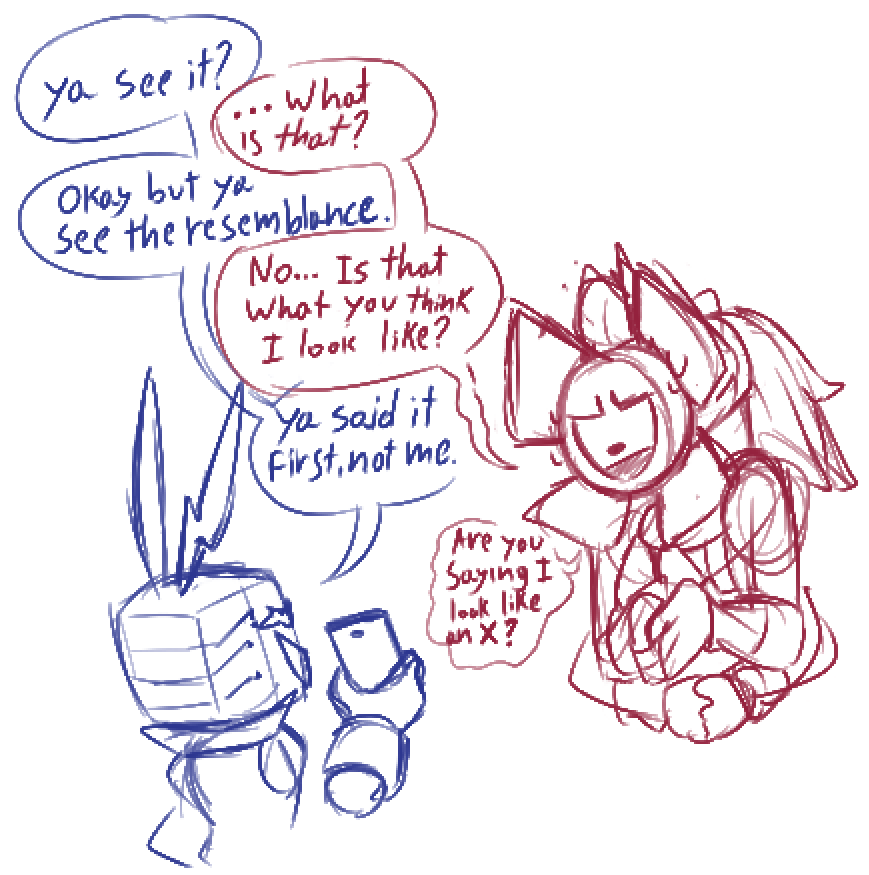 ya see it?
... What
is that?
Okay but ya
see the resemblance.
No... Is that
What you think
I look like?
ya said it
first, not me.
Are you
Saying I
look like
an X?